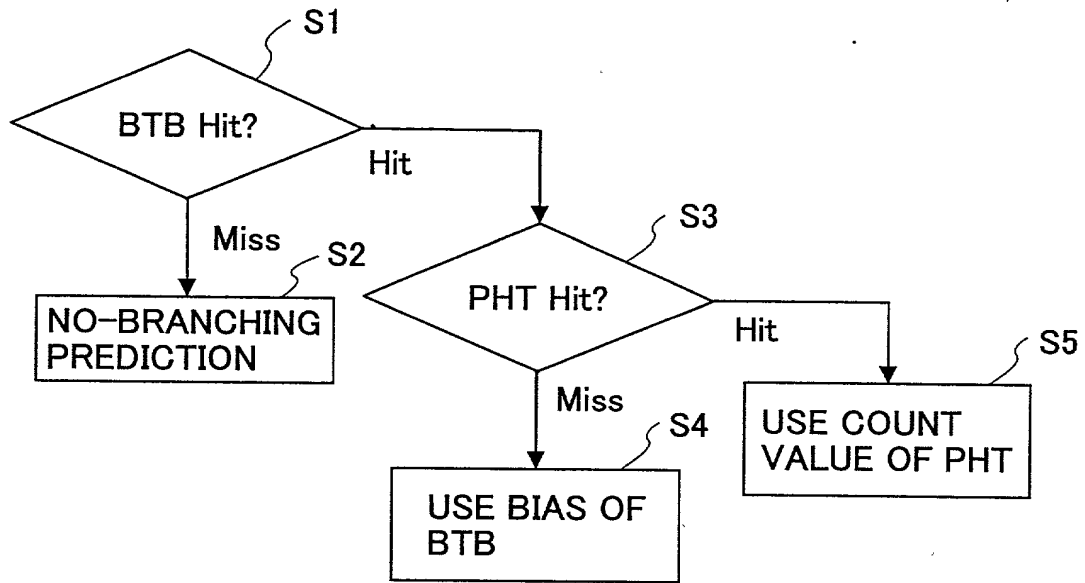 S1
BTB Hit?
Hit
Miss
S2
NO-BRANCHING
PREDICTION
S3
PHT Hit?
Hit
Miss
S4
USE BIAS OF
BTB
S5
USE COUNT
VALUE OF PHT